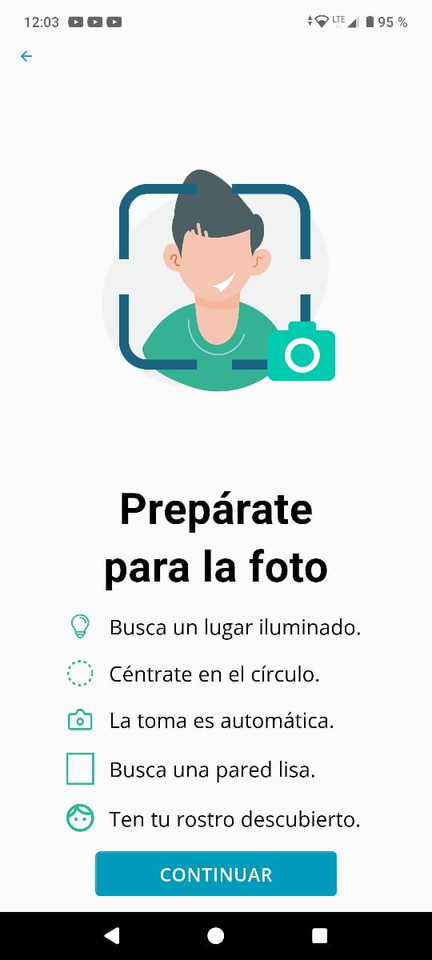 12:03
LTE
95 %
Prepárate
para la foto
Busca un lugar iluminado.
Céntrate en el círculo.
La toma es automática.
Busca una pared lisa.
Ten tu rostro descubierto.
CONTINUAR